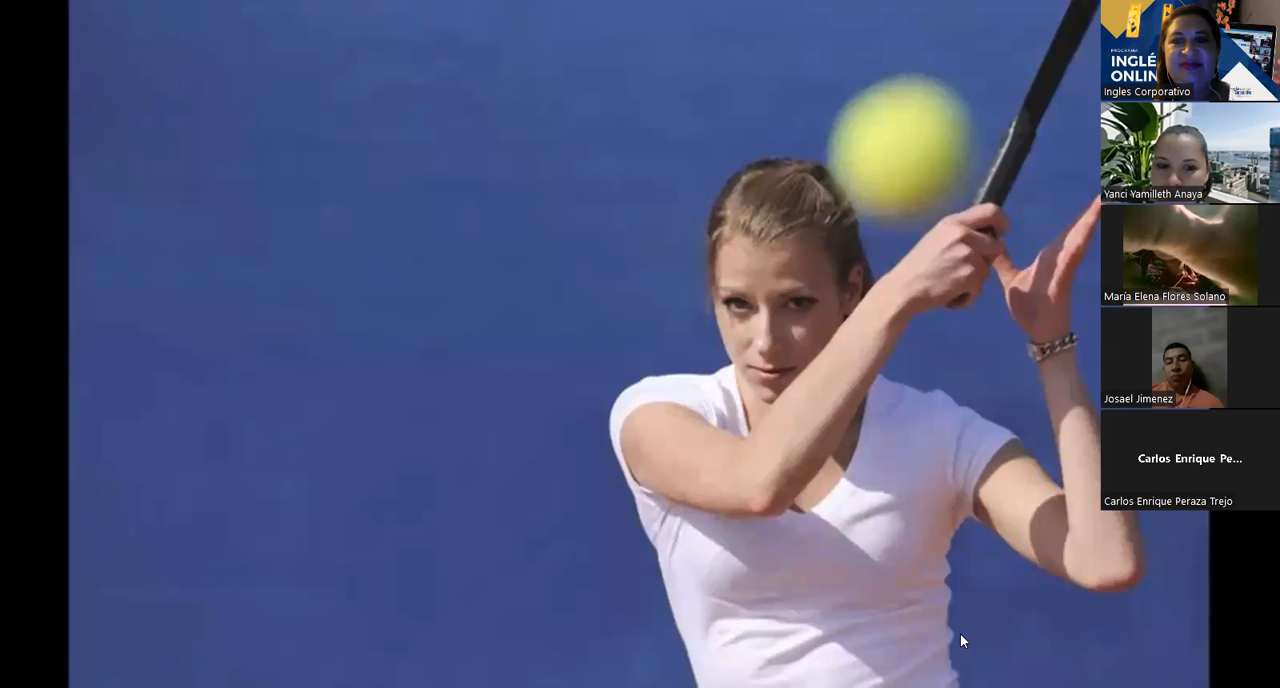 PROGRAMA
INGLÉ
ONLIN
Ingles Corporativo
Yanci Yamilleth Anaya
María Elena Flores Solano
Josael Jimenez
Carlos Enrique Pe...
Carlos Enrique Peraza Trejo